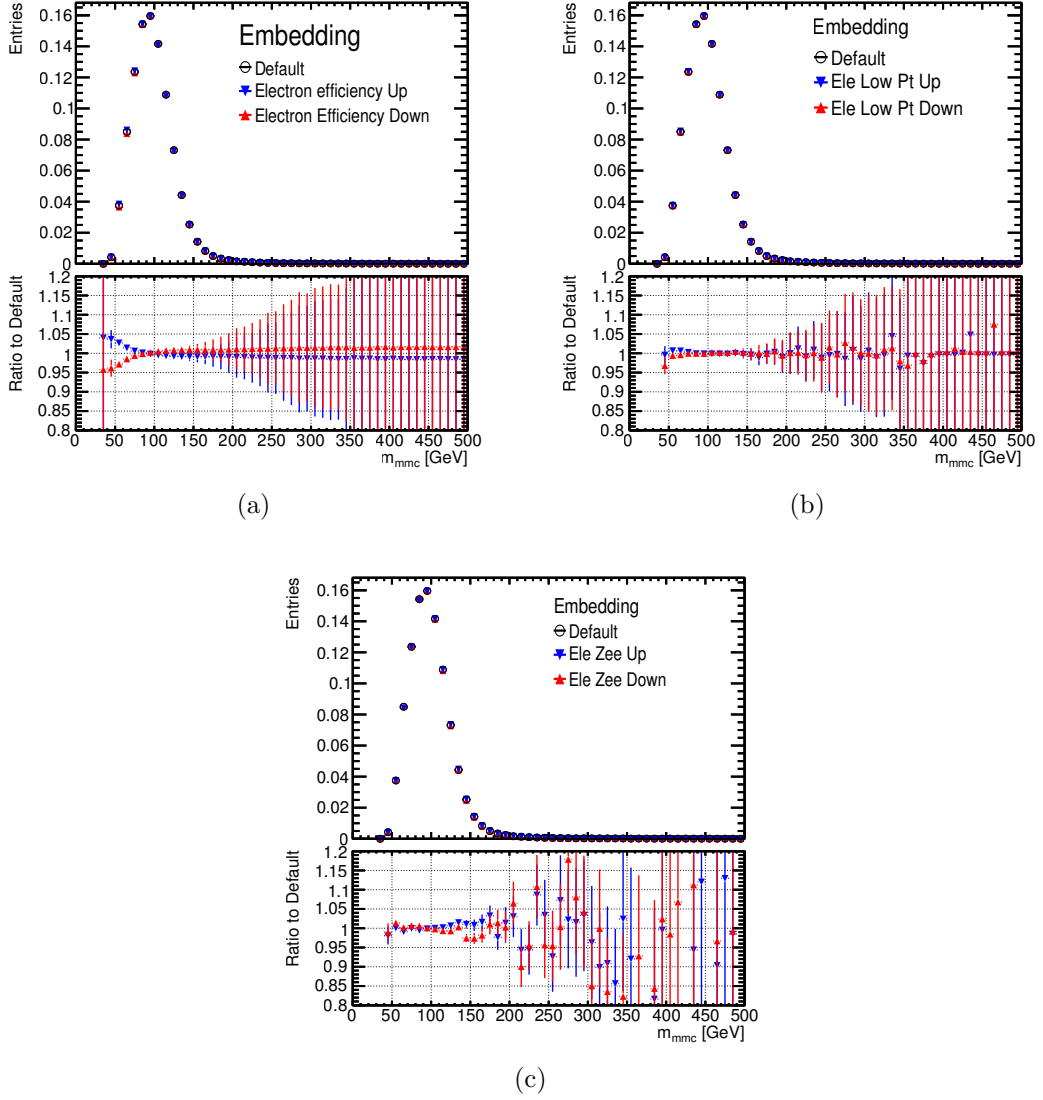 Entries
0.16
0.14
0.12
0.1
0.08
0.06
0.04
0.02
0
Embedding
Default
Electron efficiency Up
Electron Efficiency Down
Ratio to Default
1.2
1.15
1.1
1.05
1
0.95
0.9
0.85
0.8
0 50 100 150 200 250 300 350 400 450 500
m_mmc [GeV]
(a)
Entries
0.16
0.14
0.12
0.1
0.08
0.06
0.04
0.02
0
Embedding
Default
Ele Low Pt Up
Ele Low Pt Down
Ratio to Default
1.2
1.15
1.1
1.05
1
0.95
0.9
0.85
0.8
0 50 100 150 200 250 300 350 400 450 500
m_mmc [GeV]
(b)
Entries
0.16
0.14
0.12
0.1
0.08
0.06
0.04
0.02
0
Embedding
Default
Ele Zee Up
Ele Zee Down
Ratio to Default
1.2
1.15
1.1
1.05
1
0.95
0.9
0.85
0.8
0 50 100 150 200 250 300 350 400 450 500
m_mmc [GeV]
(c)